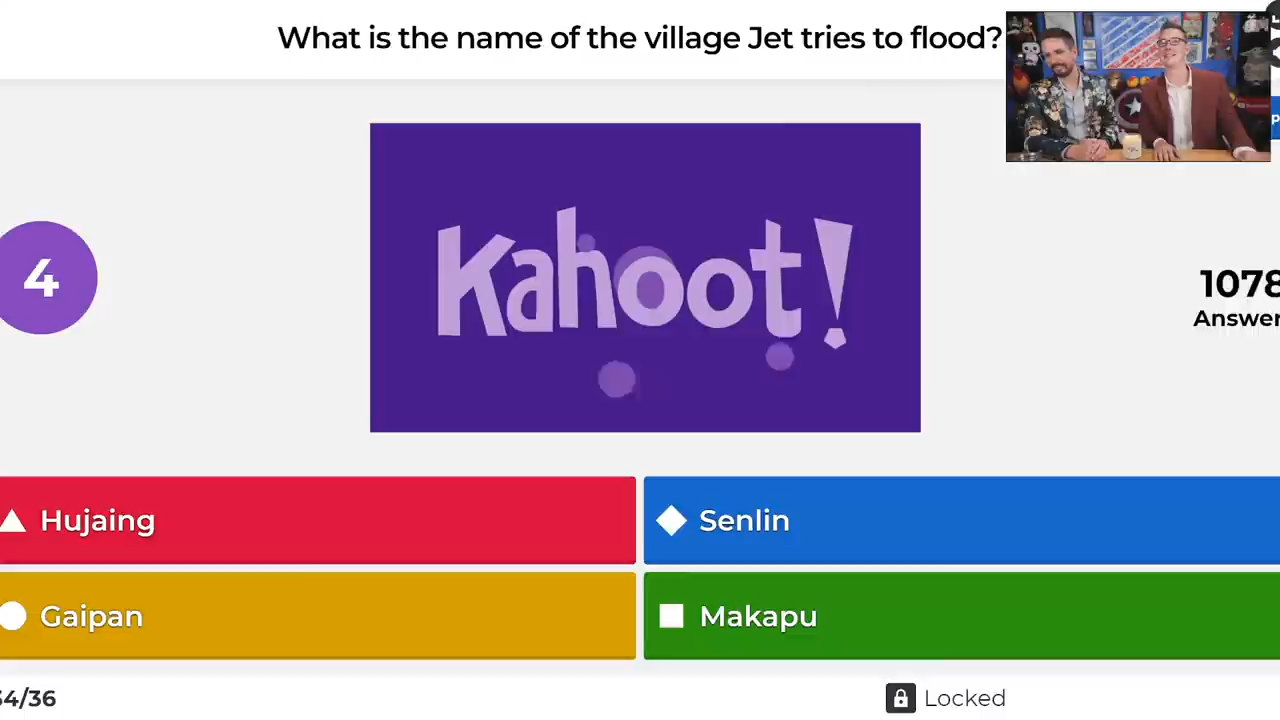 What is the name of the village Jet tries to flood?
4
Kahoot!
1078
Answer
Hujaing
Senlin
Gaipan
Makapu
34/36
Locked